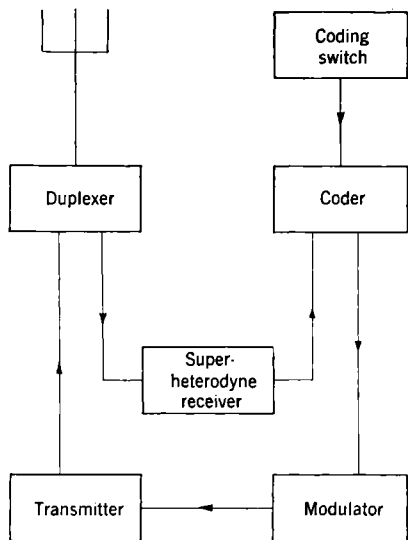 Coding
switch
Duplexer
Coder
Super-
heterodyne
receiver
Transmitter
Modulator